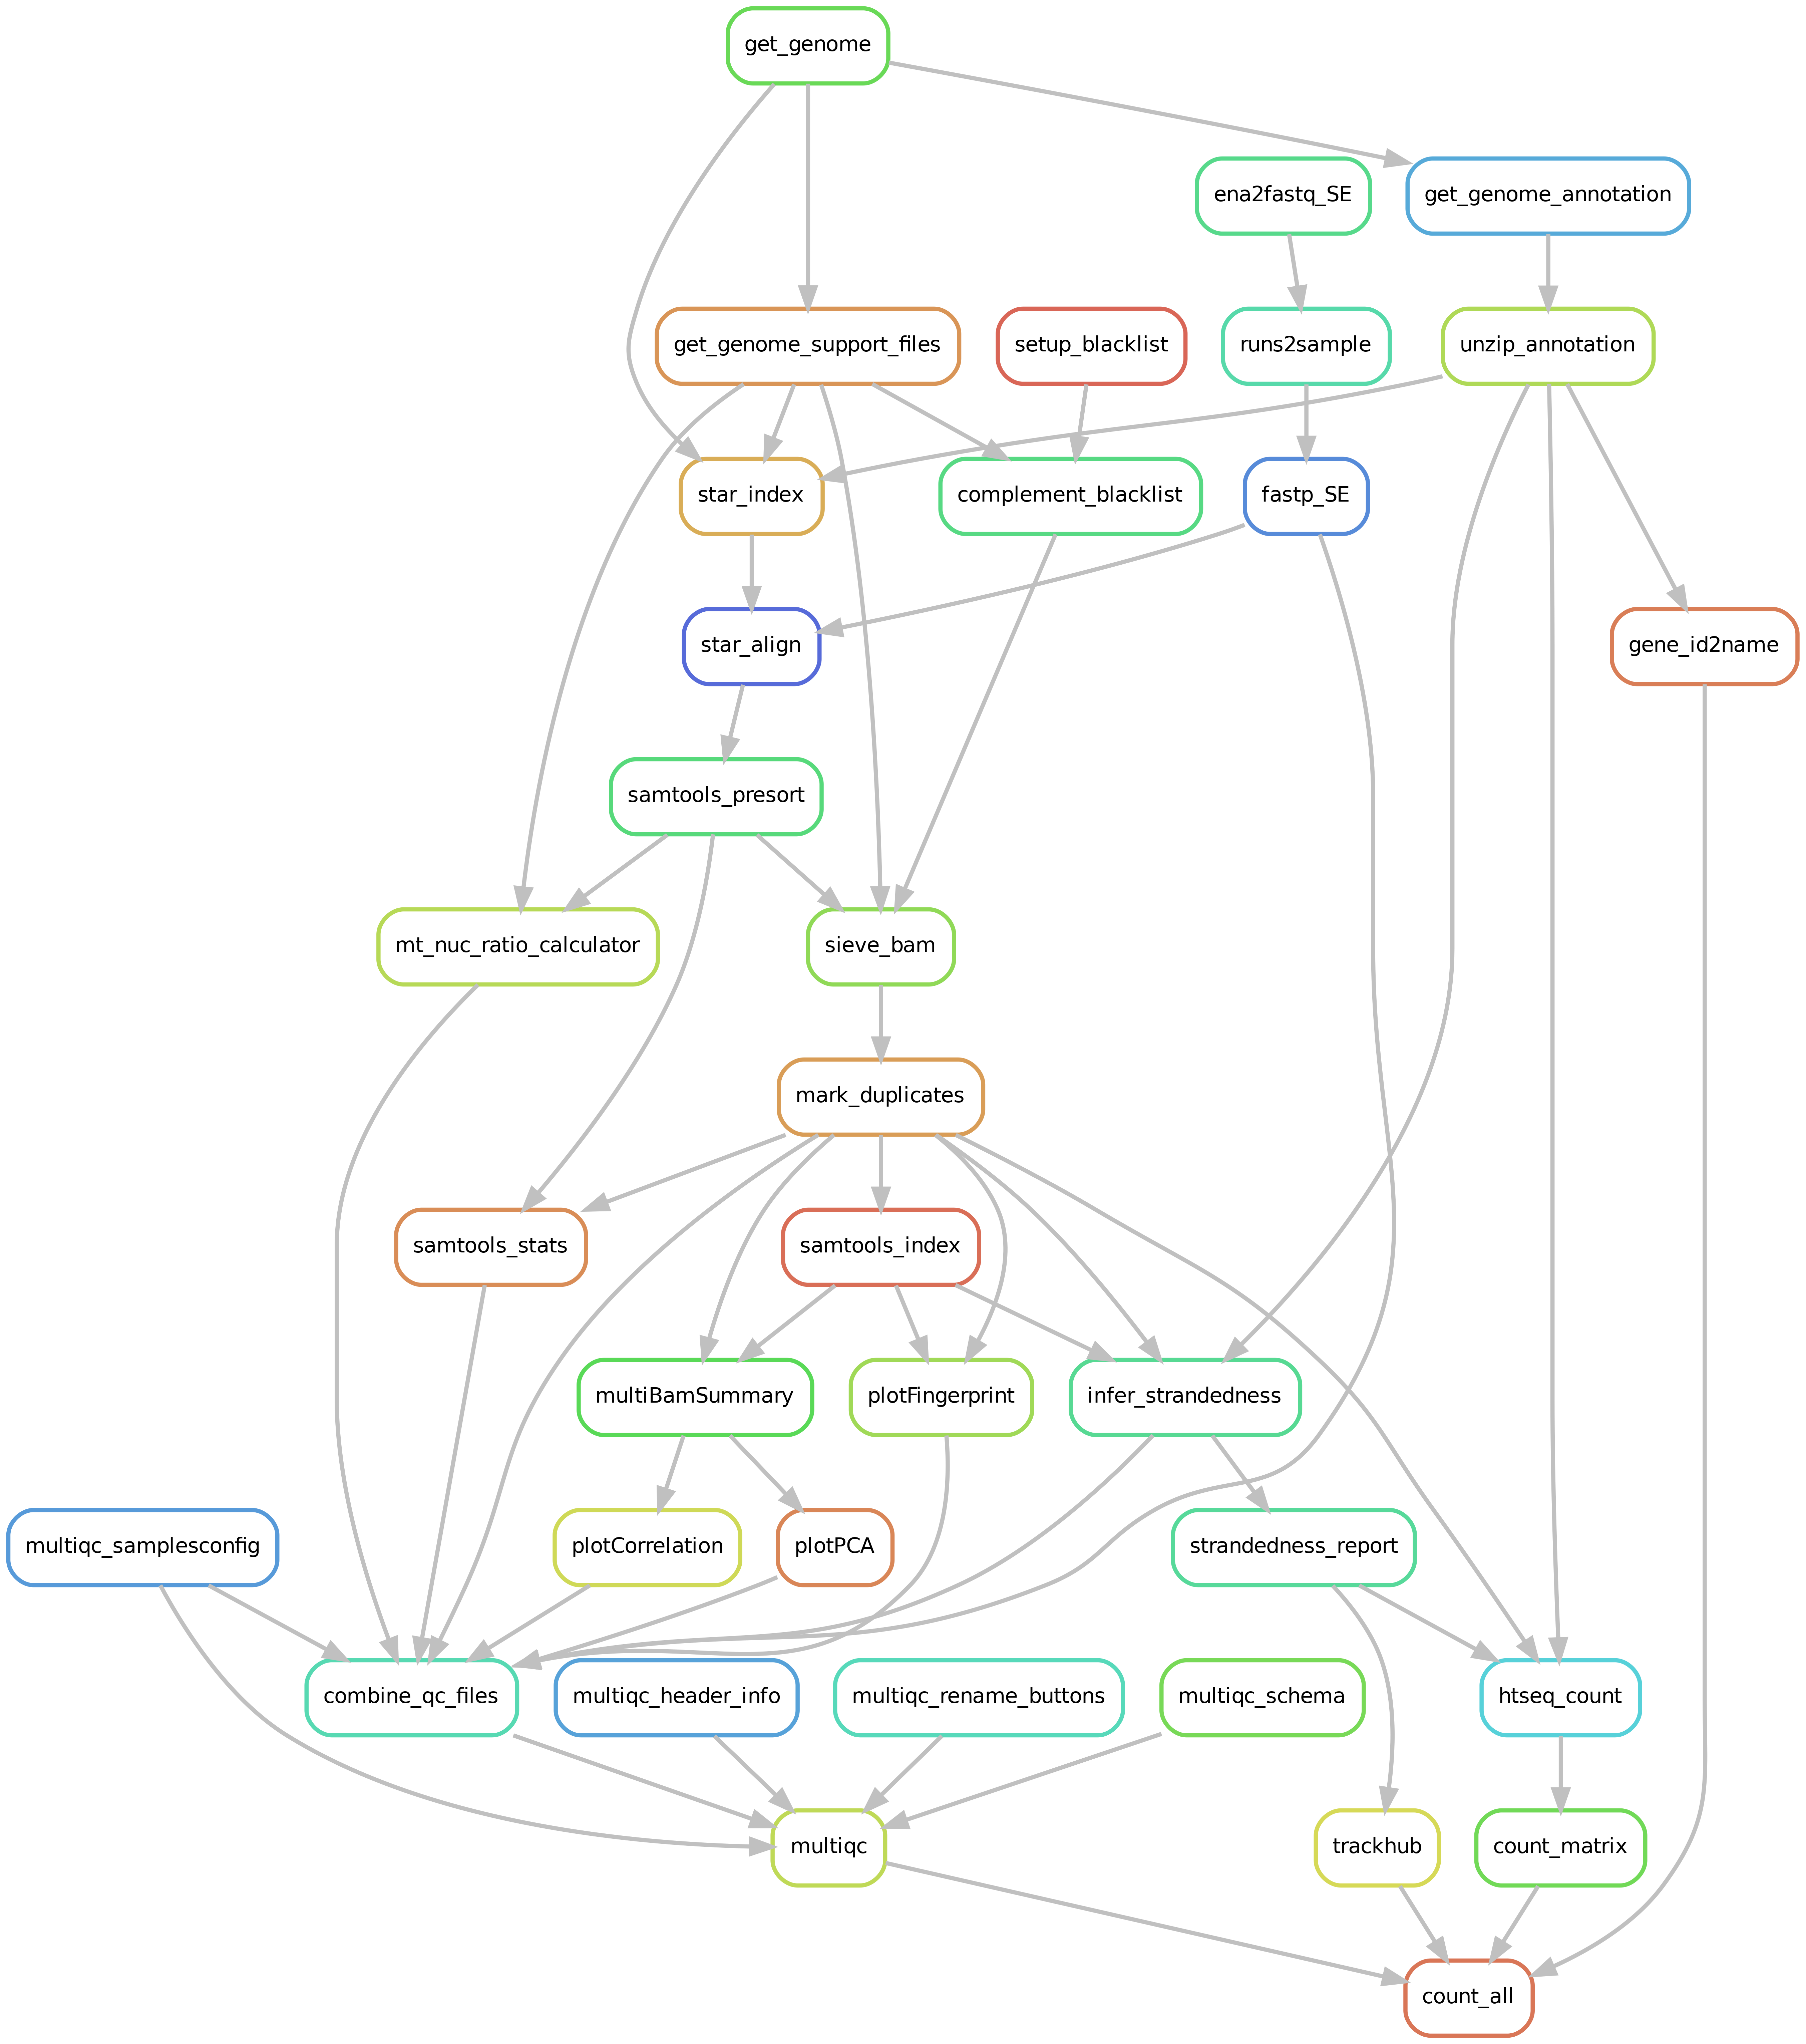 get_genome
ena2fastq_SE
get_genome_annotation
get_genome_support_files
setup_blacklist
runs2sample
unzip_annotation
star_index
complement_blacklist
fastp_SE
star_align
gene_id2name
samtools_presort
mt_nuc_ratio_calculator
sieve_bam
mark_duplicates
samtools_stats
samtools_index
multiBamSummary
plotFingerprint
infer_strandedness
multiqc_samplesconfig
plotCorrelation
plotPCA
strandedness_report
combine_qc_files
multiqc_header_info
multiqc_rename_buttons
multiqc_schema
htseq_count
multiqc
trackhub
count_matrix
count_all